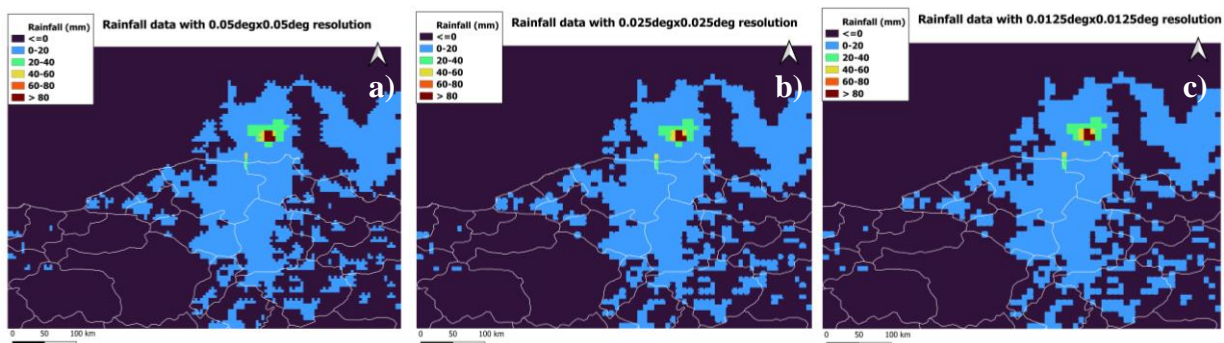 Rainfall data with 0.05degx0.05deg resolution
Rainfall (mm)
<=0
0-20
20-40
40-60
60-80
> 80
a)
0 50 100 km
Rainfall data with 0.025degx0.025deg resolution
Rainfall (mm)
<=0
0-20
20-40
40-60
60-80
> 80
b)
0 50 100 km
Rainfall data with 0.0125degx0.0125deg resolution
Rainfall (mm)
<=0
0-20
20-40
40-60
60-80
> 80
c)
0 50 100 km